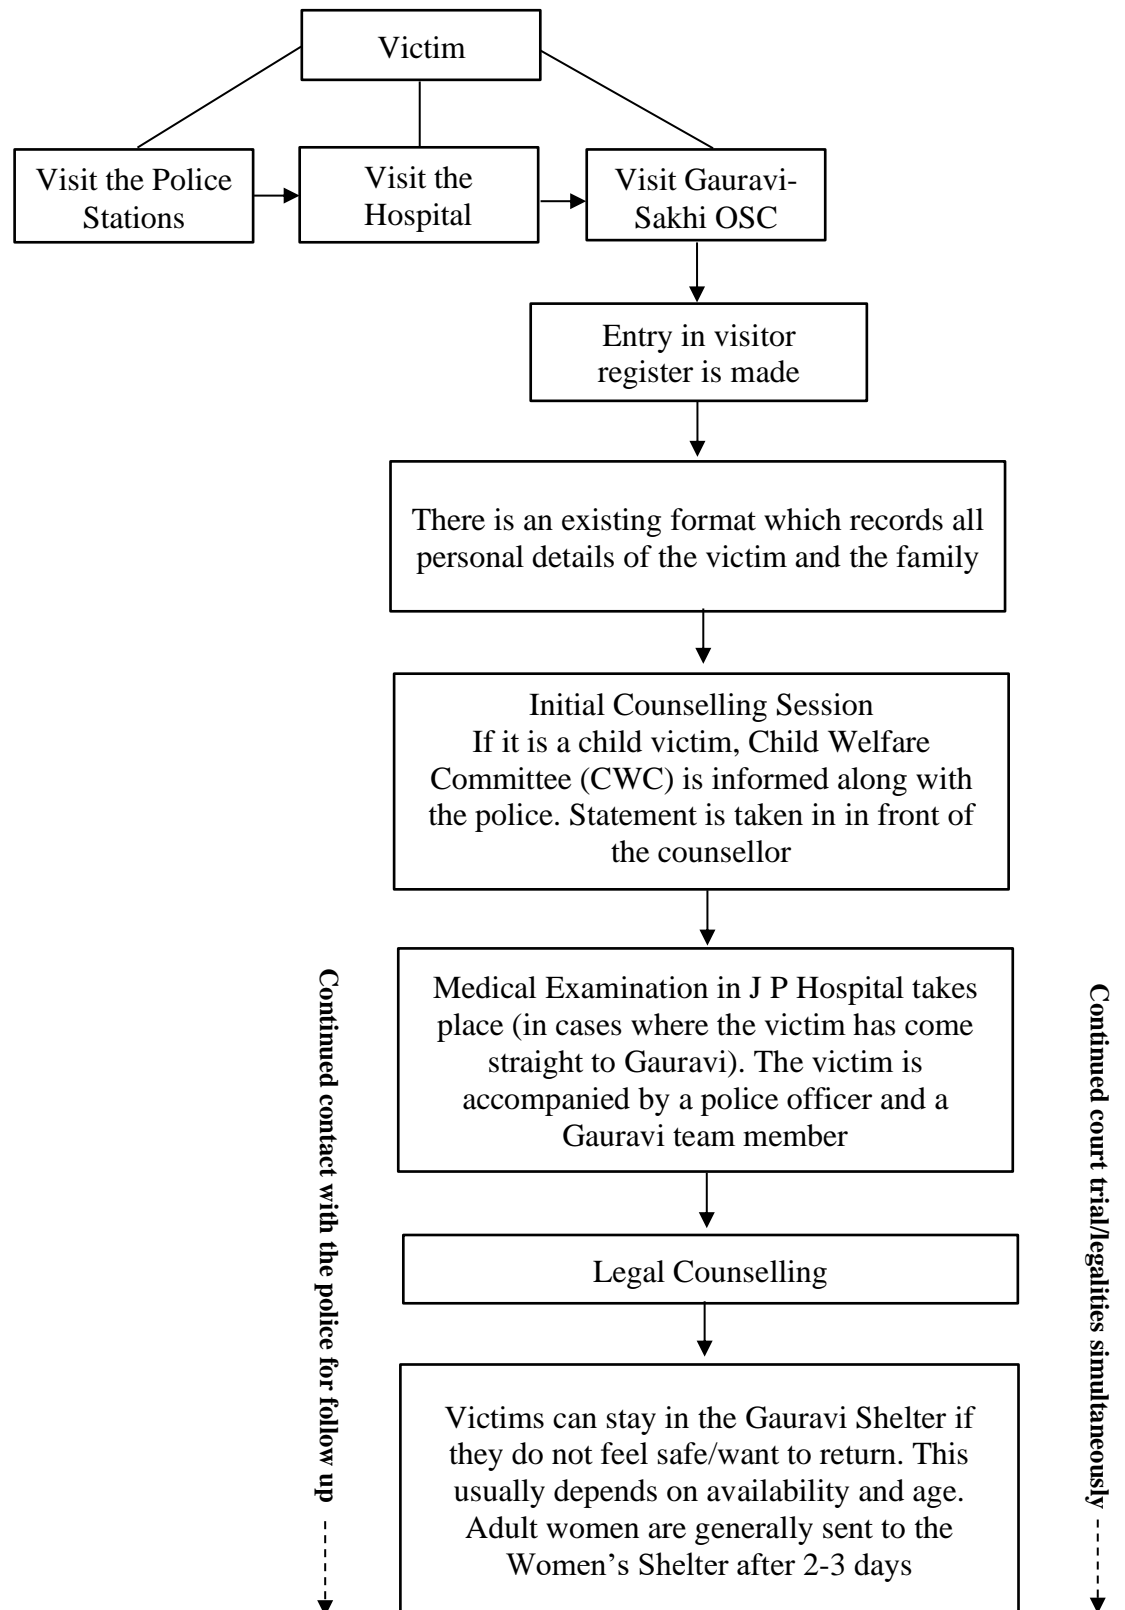 Victim
Visit the Police
Stations
Visit the
Hospital
Visit Gauravi-
Sakhi OSC
Entry in visitor
register is made
There is an existing format which records all
personal details of the victim and the family
Initial Counselling Session
If it is a child victim, Child Welfare
Committee (CWC) is informed along with
the police. Statement is taken in in front of
the counsellor
Medical Examination in J P Hospital takes
place (in cases where the victim has come
straight to Gauravi). The victim is
accompanied by a police officer and a
Gauravi team member
Legal Counselling
Victims can stay in the Gauravi Shelter if
they do not feel safe/want to return. This
usually depends on availability and age.
Adult women are generally sent to the
Women’s Shelter after 2-3 days
Continued contact with the police for follow up
Continued court trial/legalities simultaneously